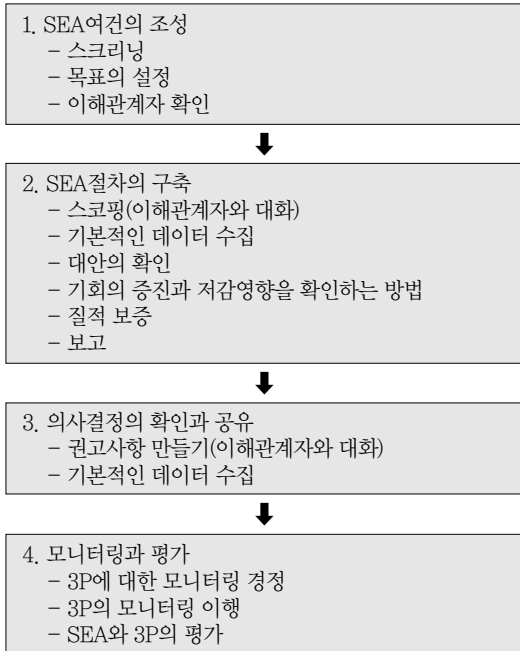 1. SEA여건의 조성
- 스크리닝
- 목표의 설정
- 이해관계자 확인
2. SEA절차의 구축
- 스코핑(이해관계자와 대화)
- 기본적인 데이터 수집
- 대안의 확인
- 기회의 증진과 저감영향을 확인하는 방법
- 질적 보증
- 보고
3. 의사결정의 확인과 공유
- 권고사항 만들기(이해관계자와 대화)
- 기본적인 데이터 수집
4. 모니터링과 평가
- 3P에 대한 모니터링 경정
- 3P의 모니터링 이행
- SEA와 3P의 평가